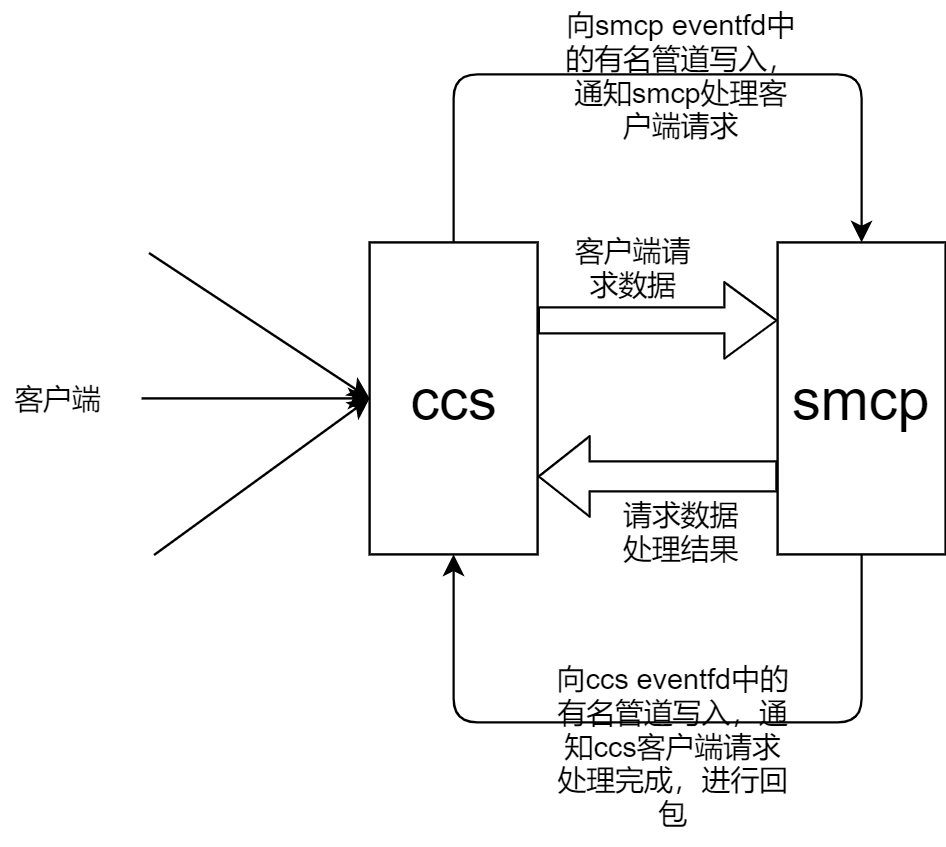 向smcp eventfd中
的有名管道写入，
通知smcp处理客
户端请求
客户端请
求数据
客户端
ccs
smcp
请求数据
处理结果
向ccs eventfd中的
有名管道写入，通
知ccs客户端请求
处理完成，进行回
包